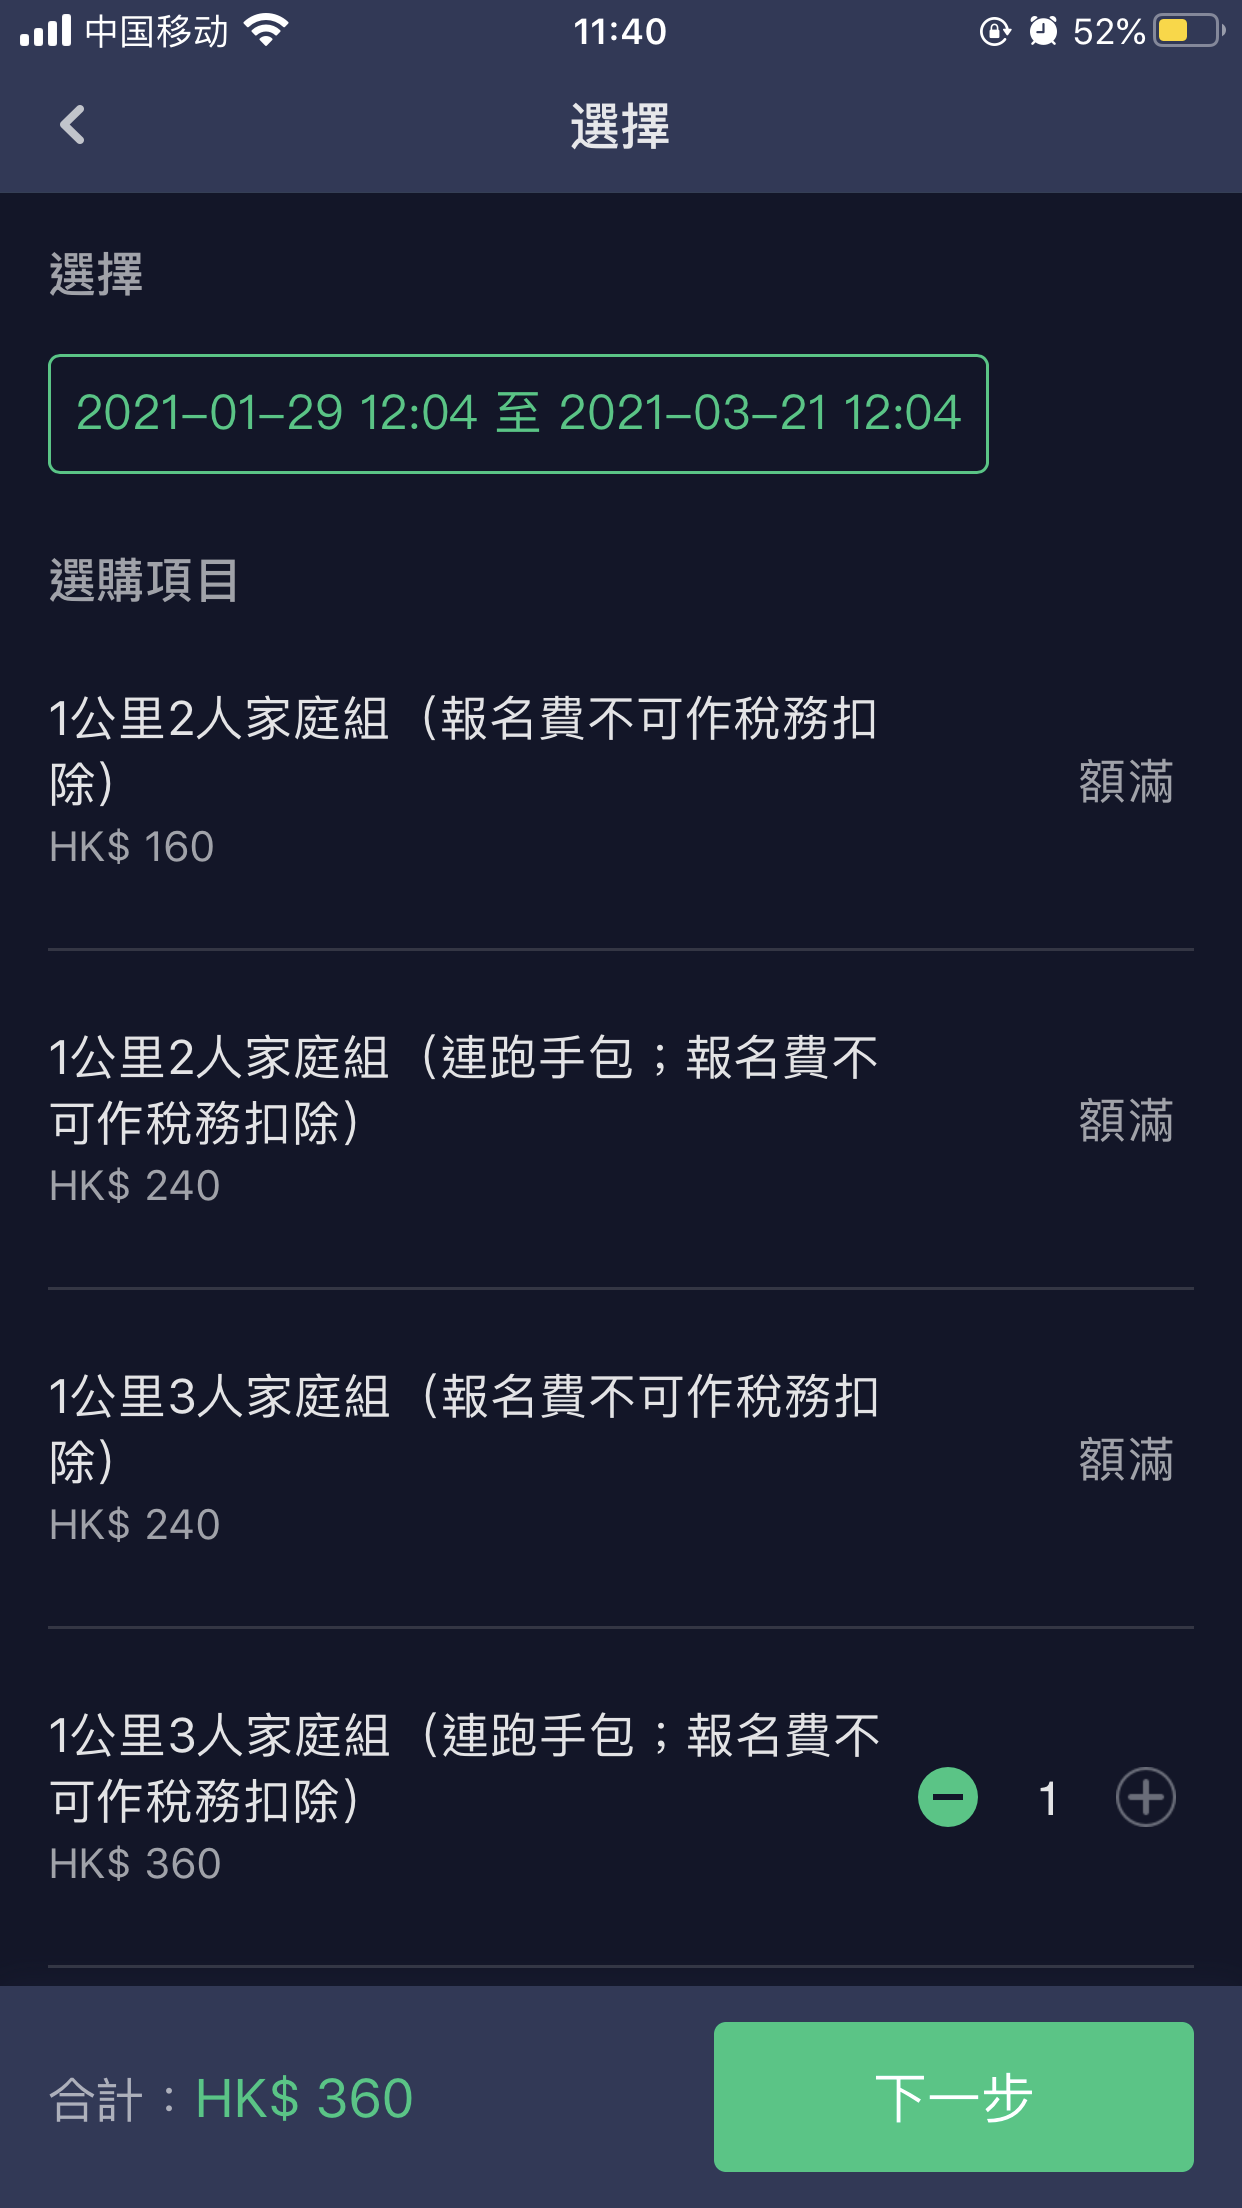 中国移动
11:40
52%
選擇
選擇
2021-01-29 12:04 至 2021-03-21 12:04
選購項目
1公里2人家庭組（報名費不可作稅務扣
除）
額滿
HK$ 160
1公里2人家庭組（連跑手包；報名費不
可作稅務扣除）
額滿
HK$ 240
1公里3人家庭組（報名費不可作稅務扣
除）
額滿
HK$ 240
1公里3人家庭組（連跑手包；報名費不
可作稅務扣除）
1
HK$ 360
合計：HK$ 360
下一步